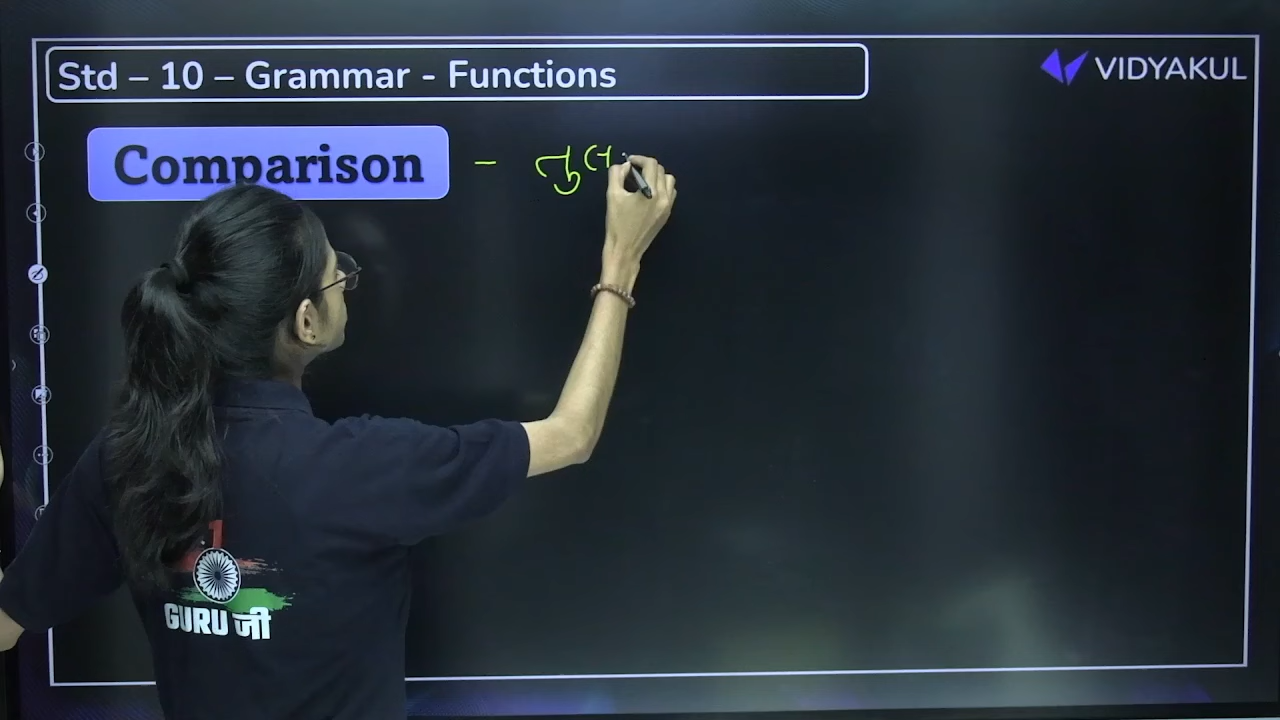 Std – 10 – Grammar - Functions
VIDYAKUL
Comparison - તુલ
GURU जी